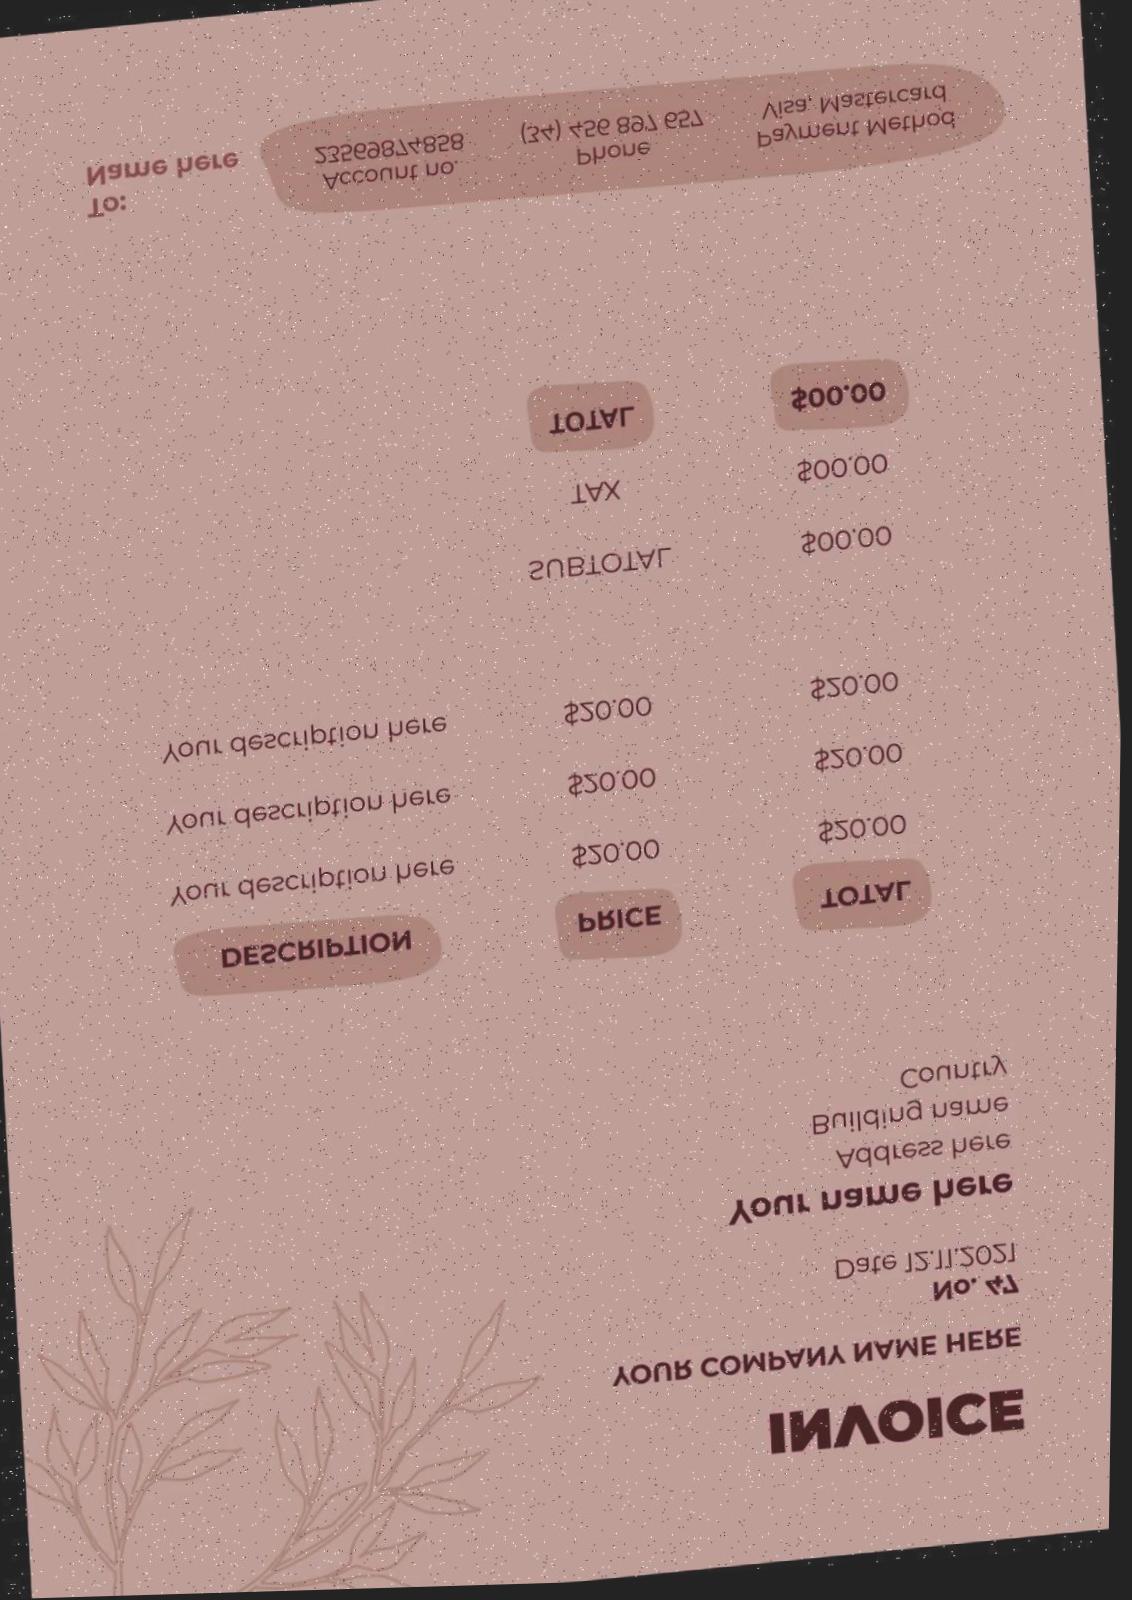 INVOICE
YOUR COMPANY NAME HERE
No. 47
Date 12.11.2021
Your name here
Address here
Building name
Country
DESCRIPTION PRICE TOTAL
Your description here $20.00 $20.00
Your description here $20.00 $20.00
Your description here $20.00 $20.00
SUBTOTAL $00.00
TAX $00.00
TOTAL $00.00
To:
Name here
Account no.
23569874858
Phone
(34) 456 897 657
Payment Method
Visa, Mastercard